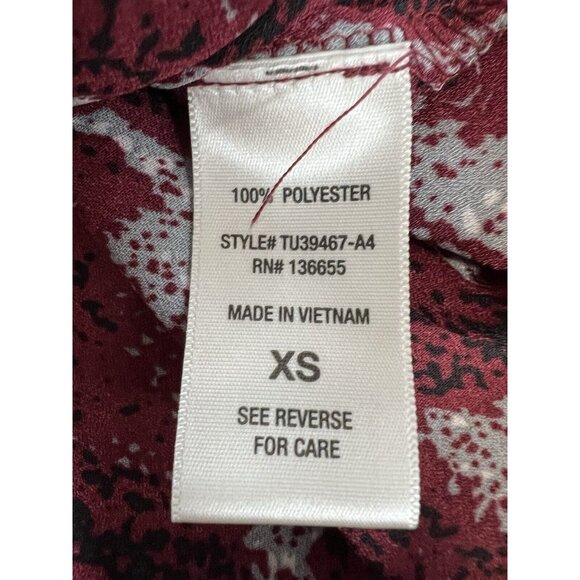 100% POLYESTER
STYLE# TU39467-A4
RN# 136655
MADE IN VIETNAM
XS
SEE REVERSE
FOR CARE